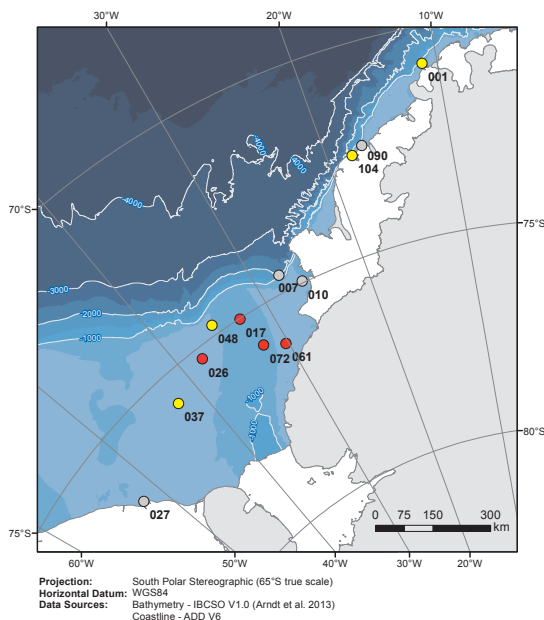 30°W 20°W 10°W
001
-4000
-4000
090
104
-4000
70°S
75°S
-3000
007
010
-2000
017
048
-1000
072 061
026
-1000
037
-1000
80°S
0 75 150 300
km
027
75°S
60°W 50°W 40°W 30°W 20°W
Projection: South Polar Stereographic (65°S true scale)
Horizontal Datum: WGS84
Data Sources: Bathymetry - IBCSO V1.0 (Arndt et al. 2013)
Coastline - ADD V6